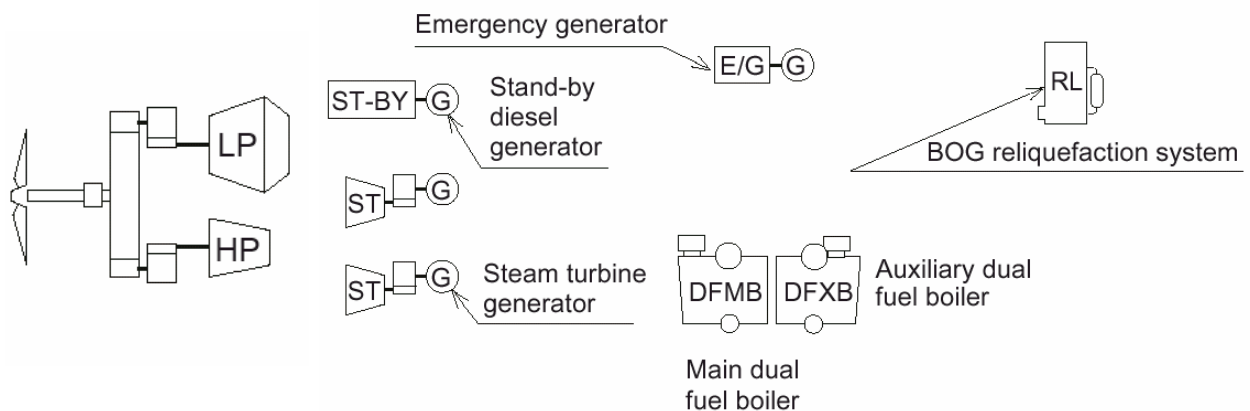 Emergency generator
E/G
G
RL
BOG reliquefaction system
ST-BY
G
Stand-by
diesel
generator
LP
HP
ST
G
ST
G
Steam turbine
generator
DFMB
DFXB
Auxiliary dual
fuel boiler
Main dual
fuel boiler